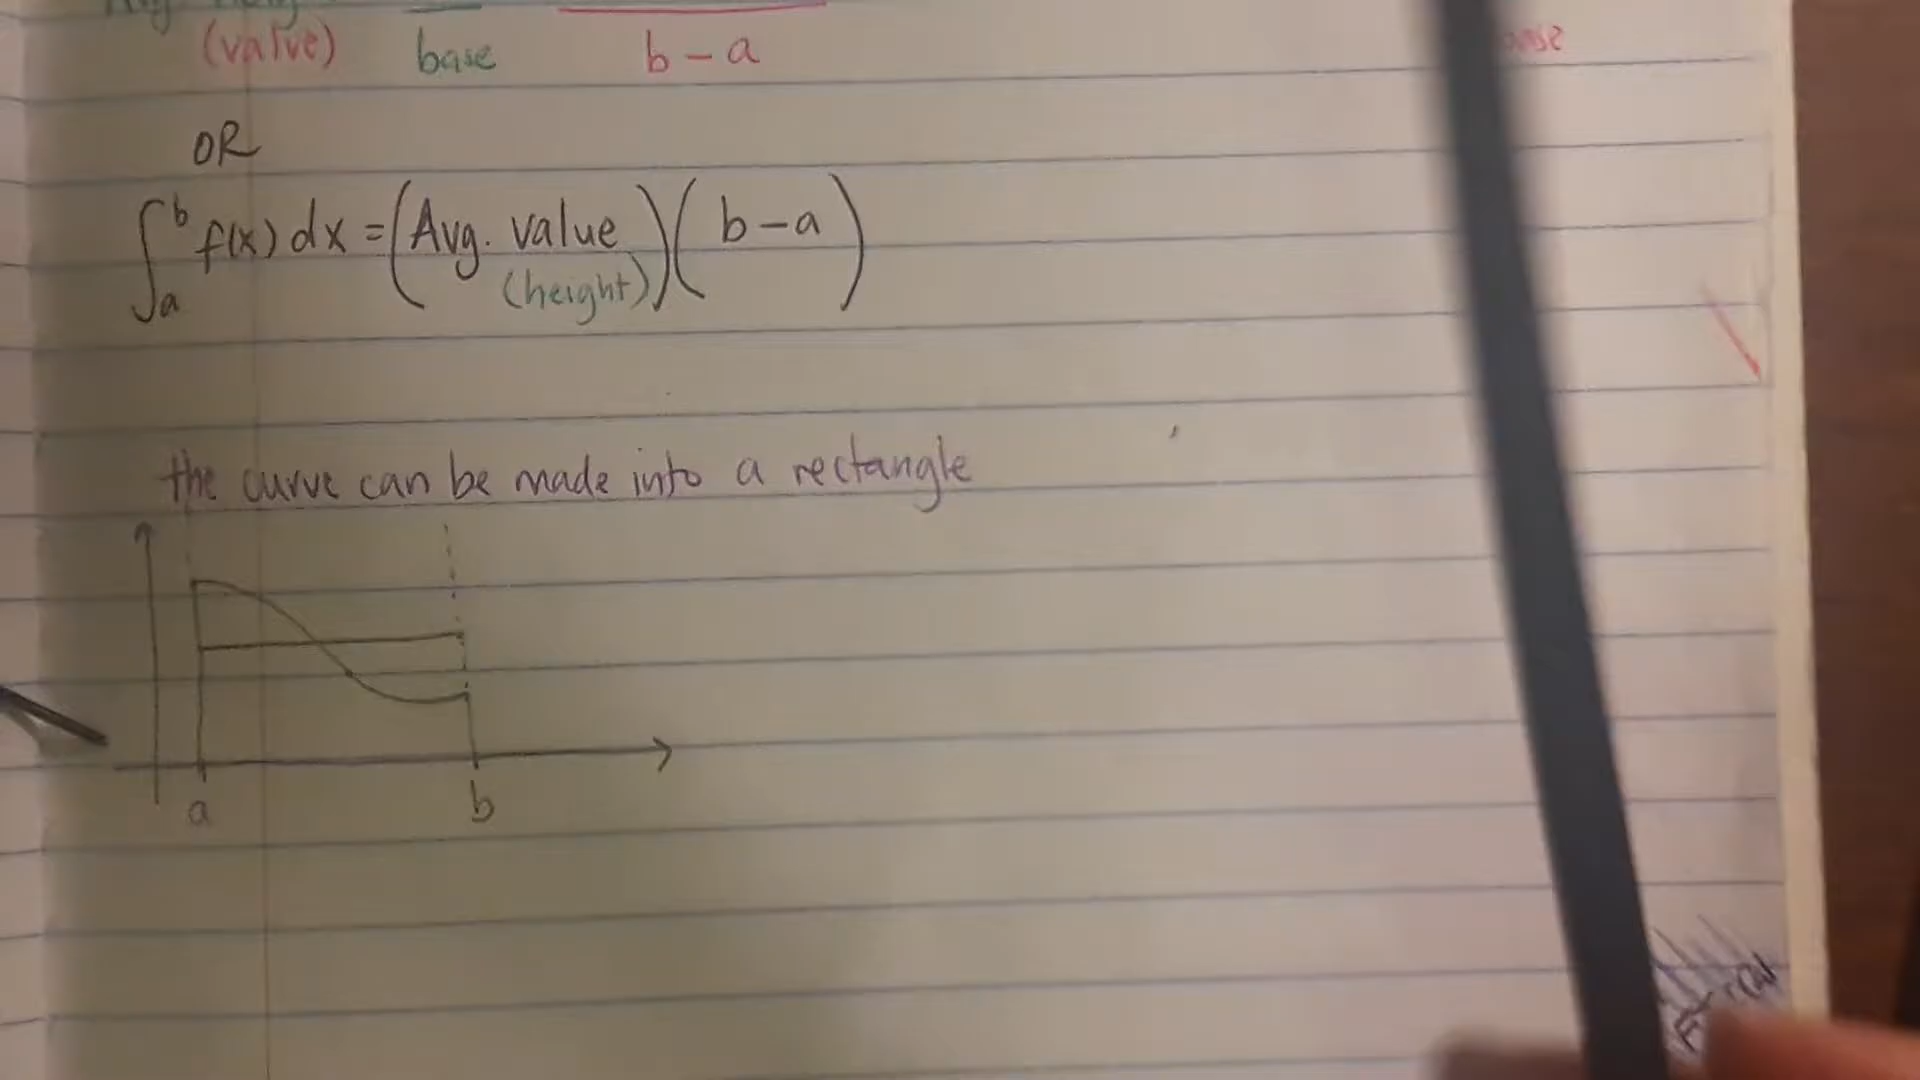 (value) base b - a
OR
∫ₐᵇ f(x) dx = (Avg. value)(b - a)
(height)
the curve can be made into a rectangle
a b